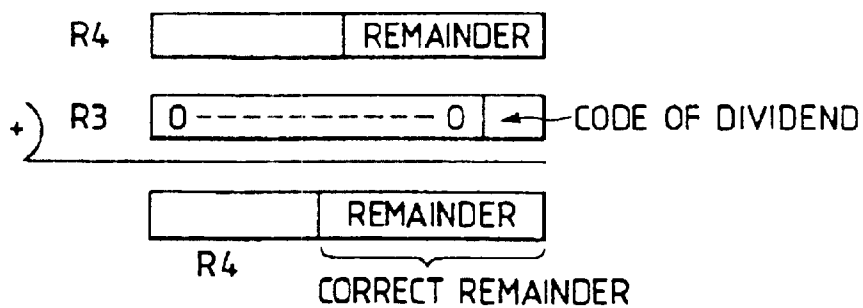 R4 REMAINDER
+ R3 0-----------0 CODE OF DIVIDEND
REMAINDER
R4
CORRECT REMAINDER